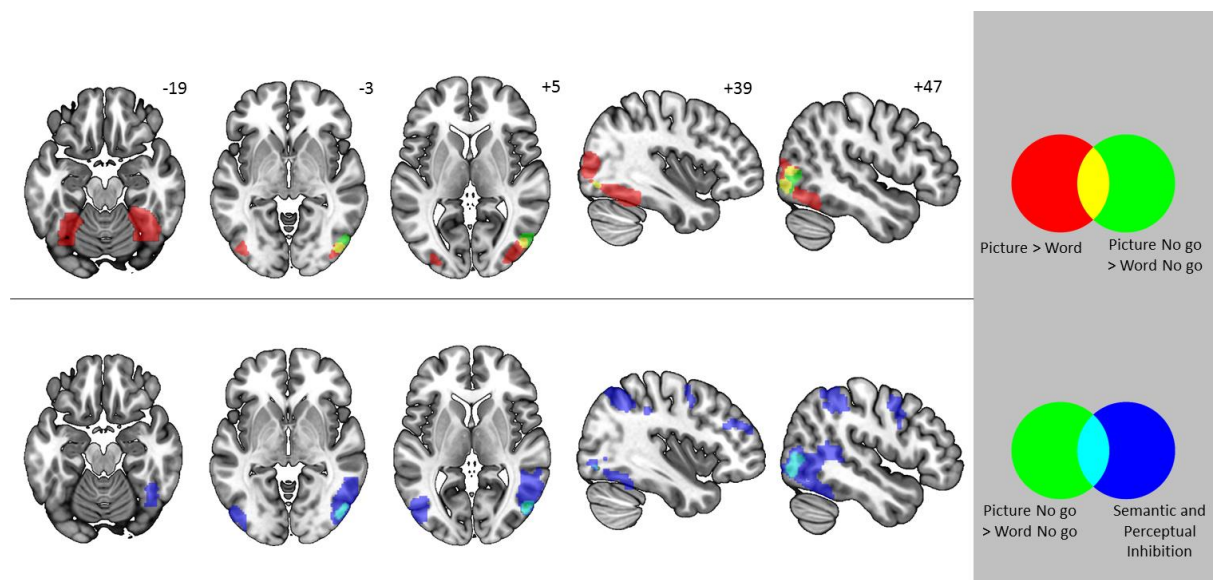 -19
-3
+5
+39
+47
Picture > Word
Picture No go
> Word No go
Picture No go
> Word No go
Semantic and
Perceptual
Inhibition